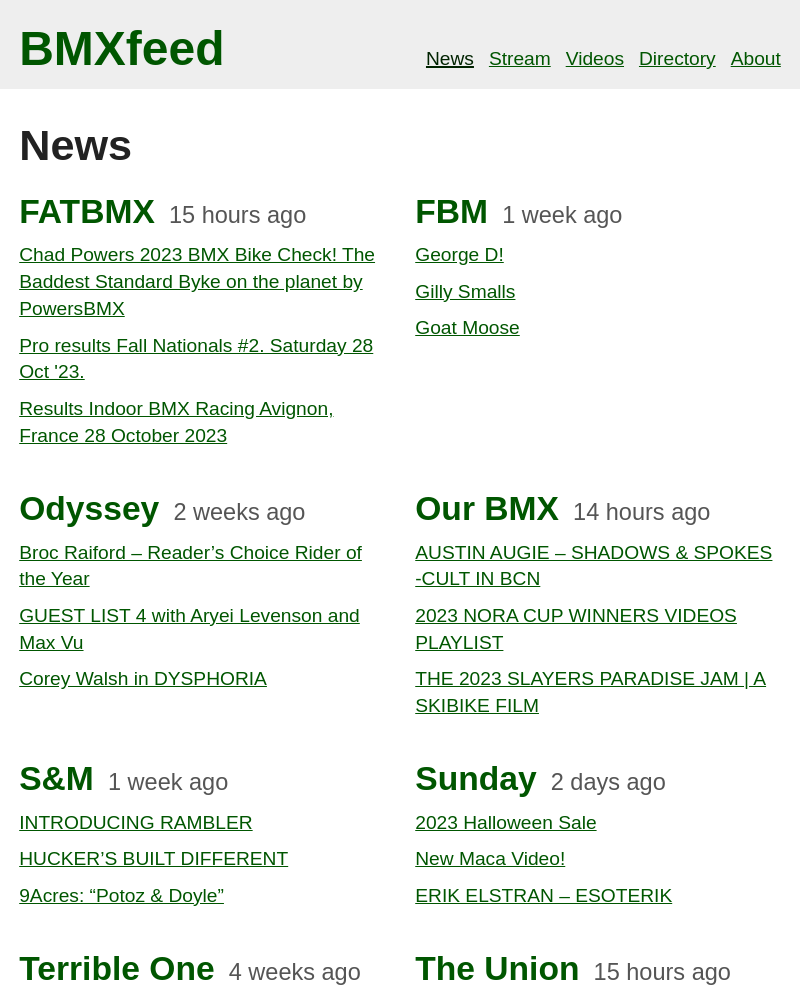 BMXfeed
News Stream Videos Directory About
News
FATBMX 15 hours ago
Chad Powers 2023 BMX Bike Check! The
Baddest Standard Byke on the planet by
PowersBMX
Pro results Fall Nationals #2. Saturday 28
Oct '23.
Results Indoor BMX Racing Avignon,
France 28 October 2023
FBM 1 week ago
George D!
Gilly Smalls
Goat Moose
Odyssey 2 weeks ago
Broc Raiford – Reader’s Choice Rider of
the Year
GUEST LIST 4 with Aryei Levenson and
Max Vu
Corey Walsh in DYSPHORIA
Our BMX 14 hours ago
AUSTIN AUGIE – SHADOWS & SPOKES
-CULT IN BCN
2023 NORA CUP WINNERS VIDEOS
PLAYLIST
THE 2023 SLAYERS PARADISE JAM | A
SKIBIKE FILM
S&M 1 week ago
INTRODUCING RAMBLER
HUCKER’S BUILT DIFFERENT
9Acres: “Potoz & Doyle”
Sunday 2 days ago
2023 Halloween Sale
New Maca Video!
ERIK ELSTRAN – ESOTERIK
Terrible One 4 weeks ago
The Union 15 hours ago